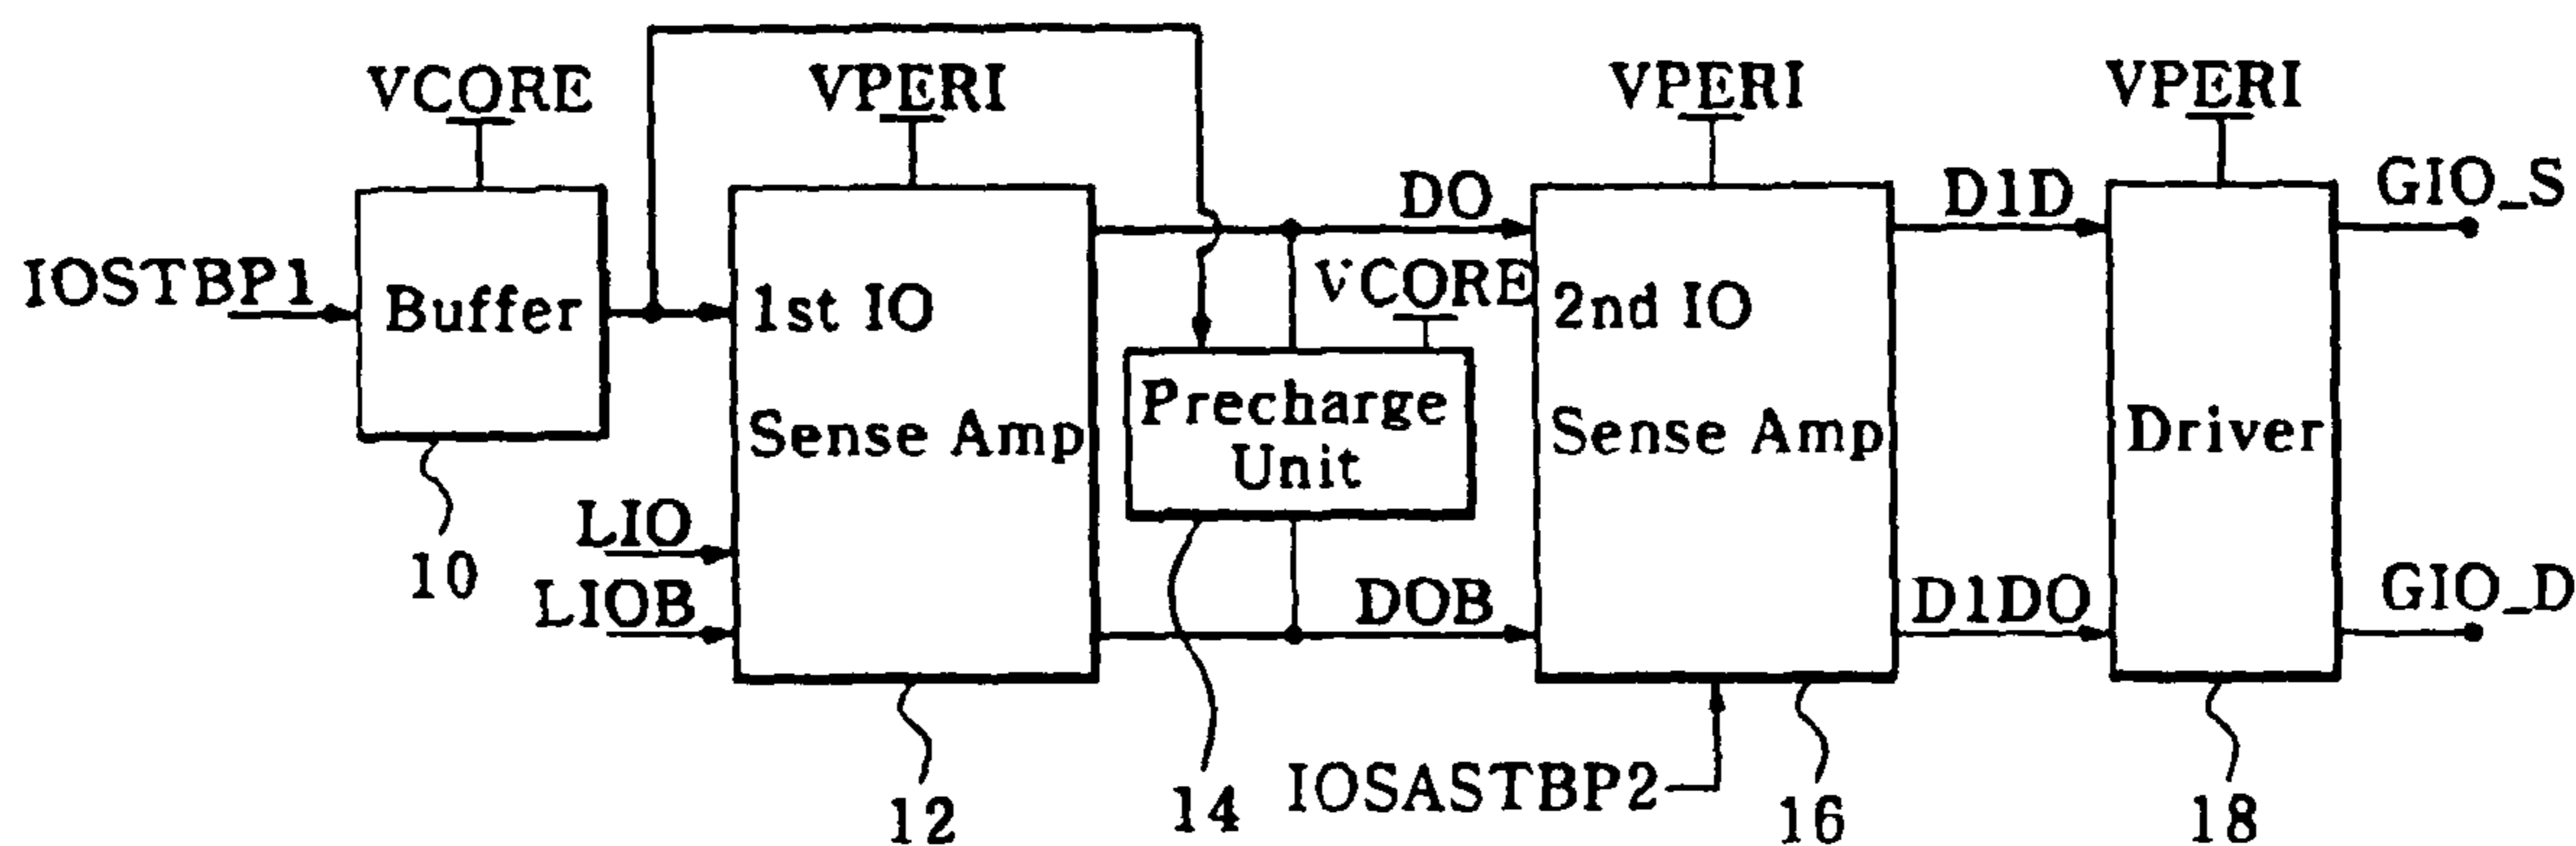 VCORE
VPERI
VPERI
VPERI
IOSTBP1
Buffer
10
1st IO
Sense Amp
LIO
LIOB
12
DO
VCORE
Precharge
Unit
14
DOB
2nd IO
Sense Amp
IOSASTBP2
16
D1D
D1DO
Driver
18
GIO_S
GIO_D